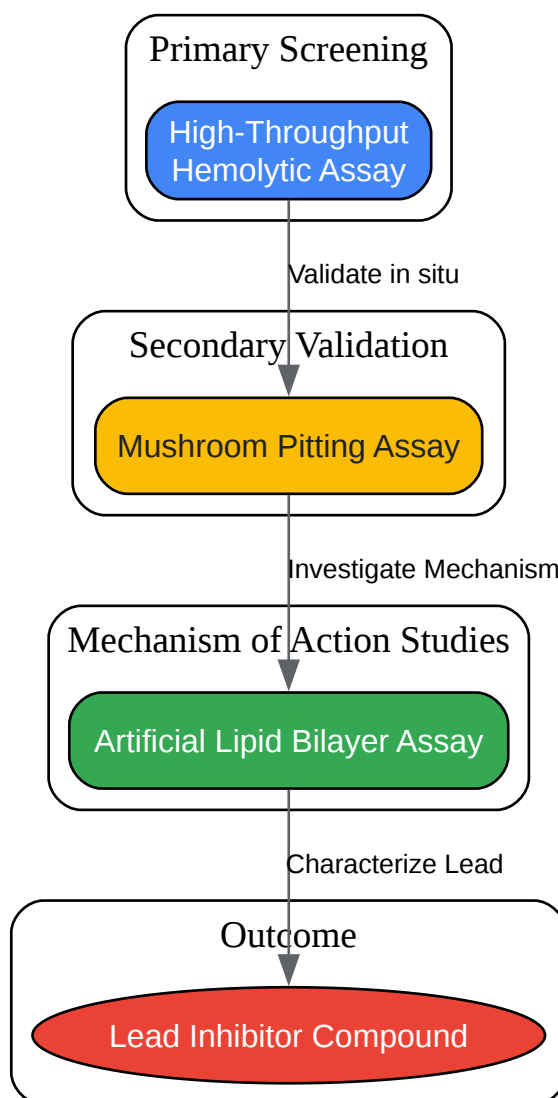 Primary Screening
High-Throughput
Hemolytic Assay
Validate in situ
Secondary Validation
Mushroom Pitting Assay
Investigate Mechanism
Mechanism of Action Studies
Artificial Lipid Bilayer Assay
Characterize Lead
Outcome
Lead Inhibitor Compound